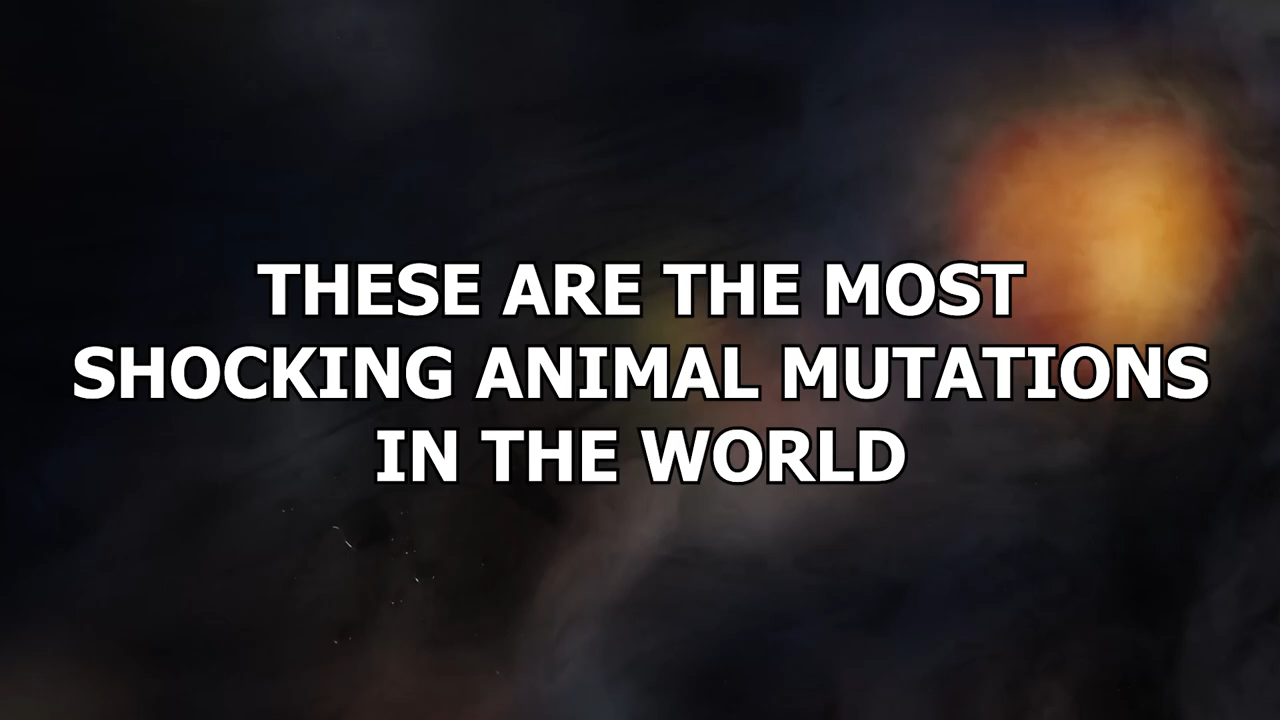 THESE ARE THE MOST
SHOCKING ANIMAL MUTATIONS
IN THE WORLD